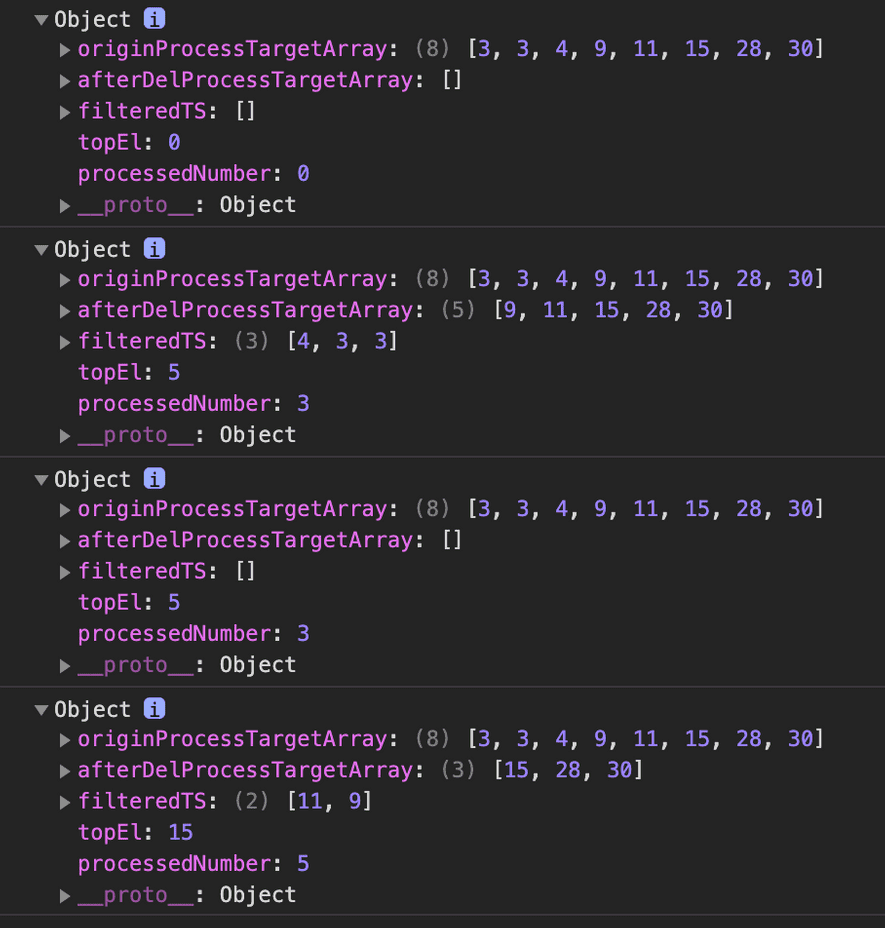 Object i
originProcessTargetArray: (8) [3, 3, 4, 9, 11, 15, 28, 30]
afterDelProcessTargetArray: []
filteredTS: []
topEl: 0
processedNumber: 0
__proto__: Object
Object i
originProcessTargetArray: (8) [3, 3, 4, 9, 11, 15, 28, 30]
afterDelProcessTargetArray: (5) [9, 11, 15, 28, 30]
filteredTS: (3) [4, 3, 3]
topEl: 5
processedNumber: 3
__proto__: Object
Object i
originProcessTargetArray: (8) [3, 3, 4, 9, 11, 15, 28, 30]
afterDelProcessTargetArray: []
filteredTS: []
topEl: 5
processedNumber: 3
__proto__: Object
Object i
originProcessTargetArray: (8) [3, 3, 4, 9, 11, 15, 28, 30]
afterDelProcessTargetArray: (3) [15, 28, 30]
filteredTS: (2) [11, 9]
topEl: 15
processedNumber: 5
__proto__: Object